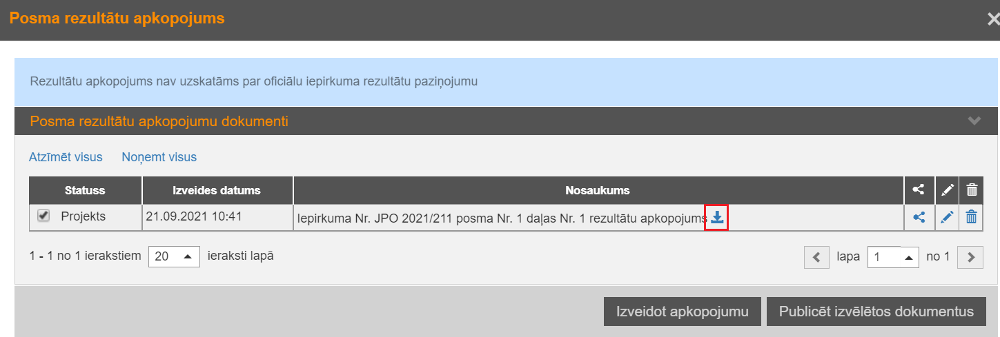 Posma rezultātu apkopojums
Rezultātu apkopojums nav uzskatāms par oficiālu iepirkuma rezultātu paziņojumu
Posma rezultātu apkopojumu dokumenti
Atzīmēt visus Noņemt visus
Statuss Izveides datums Nosaukums
Projekts 21.09.2021 10:41 Iepirkuma Nr. JPO 2021/211 posma Nr. 1 daļas Nr. 1 rezultātu apkopojums
1 - 1 no 1 ierakstiem 20 ieraksti lapā lapa 1 no 1
Izveidot apkopojumu Publicēt izvēlētos dokumentus